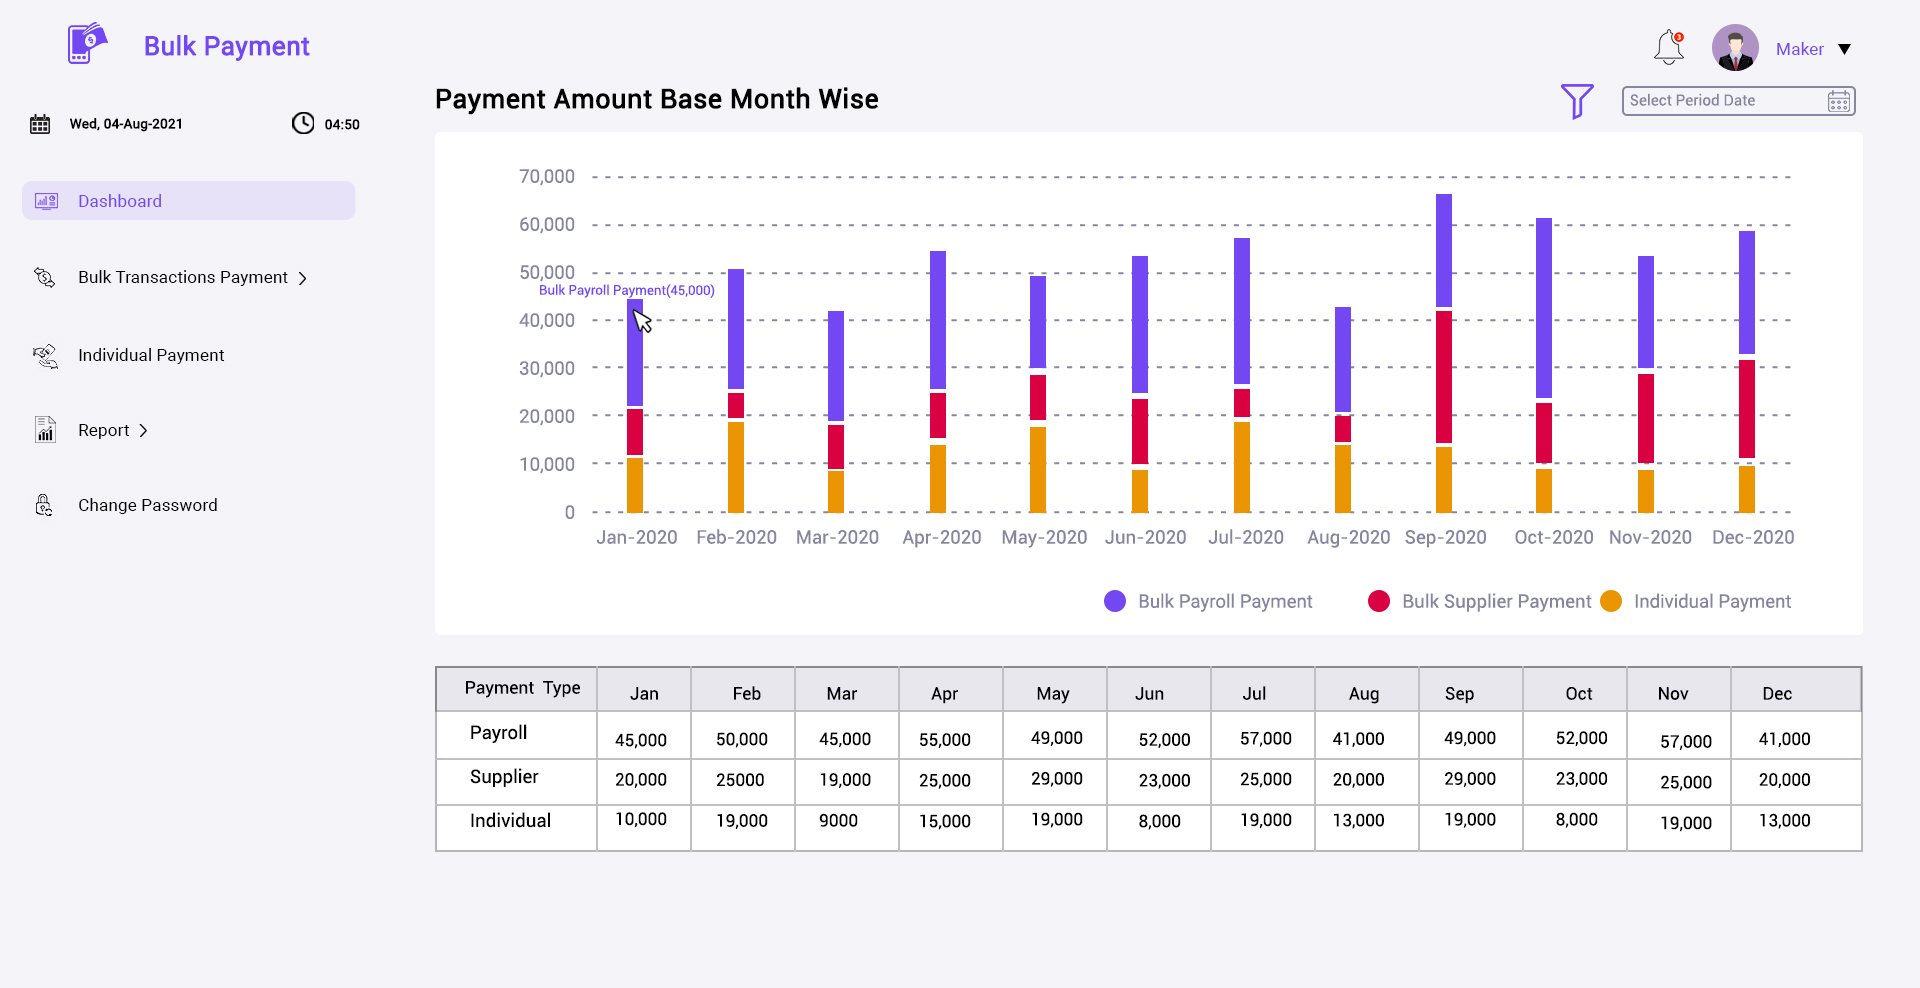 Bulk Payment
3
Maker
Payment Amount Base Month Wise
Select Period Date
Wed, 04-Aug-2021 04:50
Dashboard
Bulk Transactions Payment
Individual Payment
Report
Change Password
70,000
60,000
50,000
Bulk Payroll Payment(45,000)
40,000
30,000
20,000
10,000
0
Jan-2020 Feb-2020 Mar-2020 Apr-2020 May-2020 Jun-2020 Jul-2020 Aug-2020 Sep-2020 Oct-2020 Nov-2020 Dec-2020
Bulk Payroll Payment Bulk Supplier Payment Individual Payment
Payment Type Jan Feb Mar Apr May Jun Jul Aug Sep Oct Nov Dec
Payroll 45,000 50,000 45,000 55,000 49,000 52,000 57,000 41,000 49,000 52,000 57,000 41,000
Supplier 20,000 25000 19,000 25,000 29,000 23,000 25,000 20,000 29,000 23,000 25,000 20,000
Individual 10,000 19,000 9000 15,000 19,000 8,000 19,000 13,000 19,000 8,000 19,000 13,000